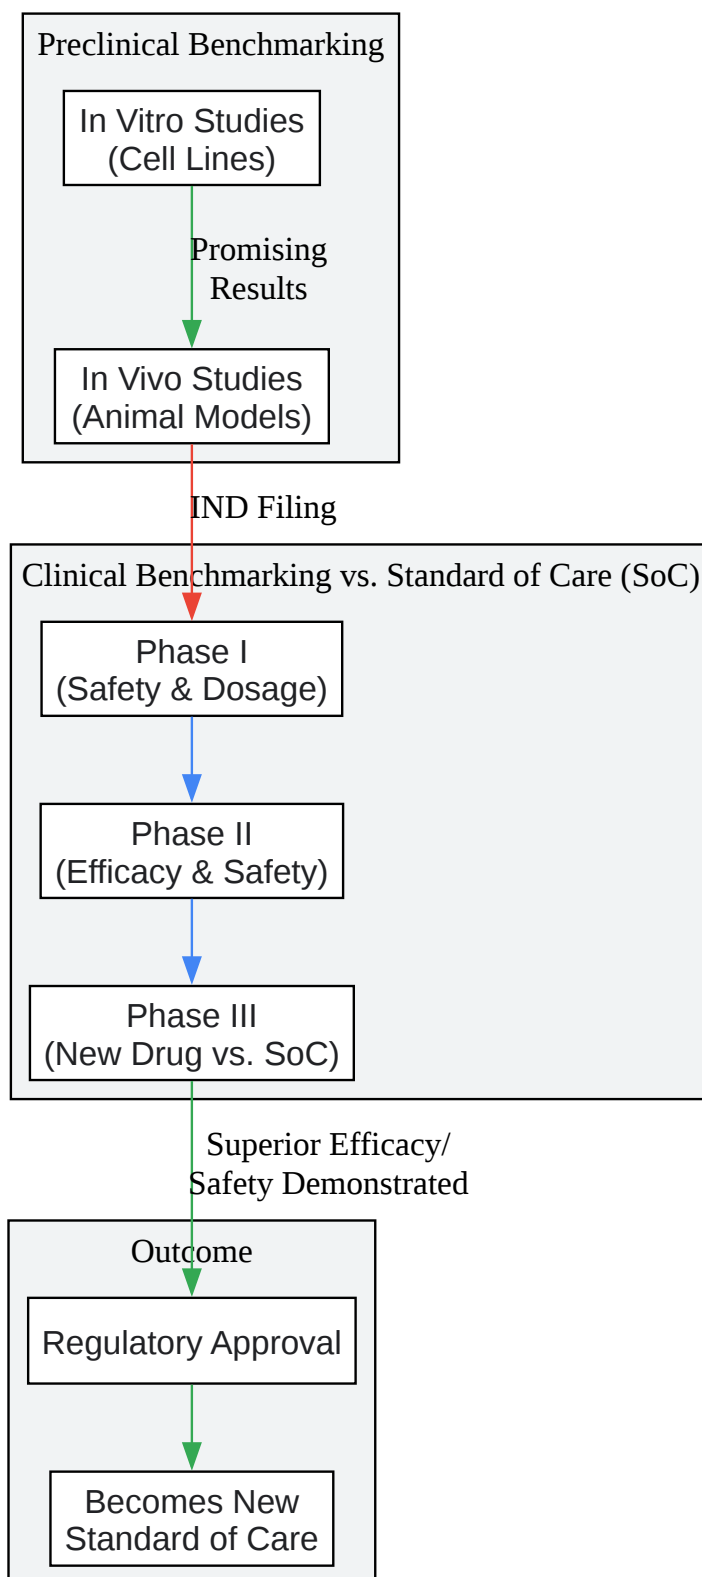 Preclinical Benchmarking
In Vitro Studies
(Cell Lines)
Promising
Results
In Vivo Studies
(Animal Models)
IND Filing
Clinical Benchmarking vs. Standard of Care (SoC)
Phase I
(Safety & Dosage)
Phase II
(Efficacy & Safety)
Phase III
(New Drug vs. SoC)
Superior Efficacy/
Safety Demonstrated
Outcome
Regulatory Approval
Becomes New
Standard of Care